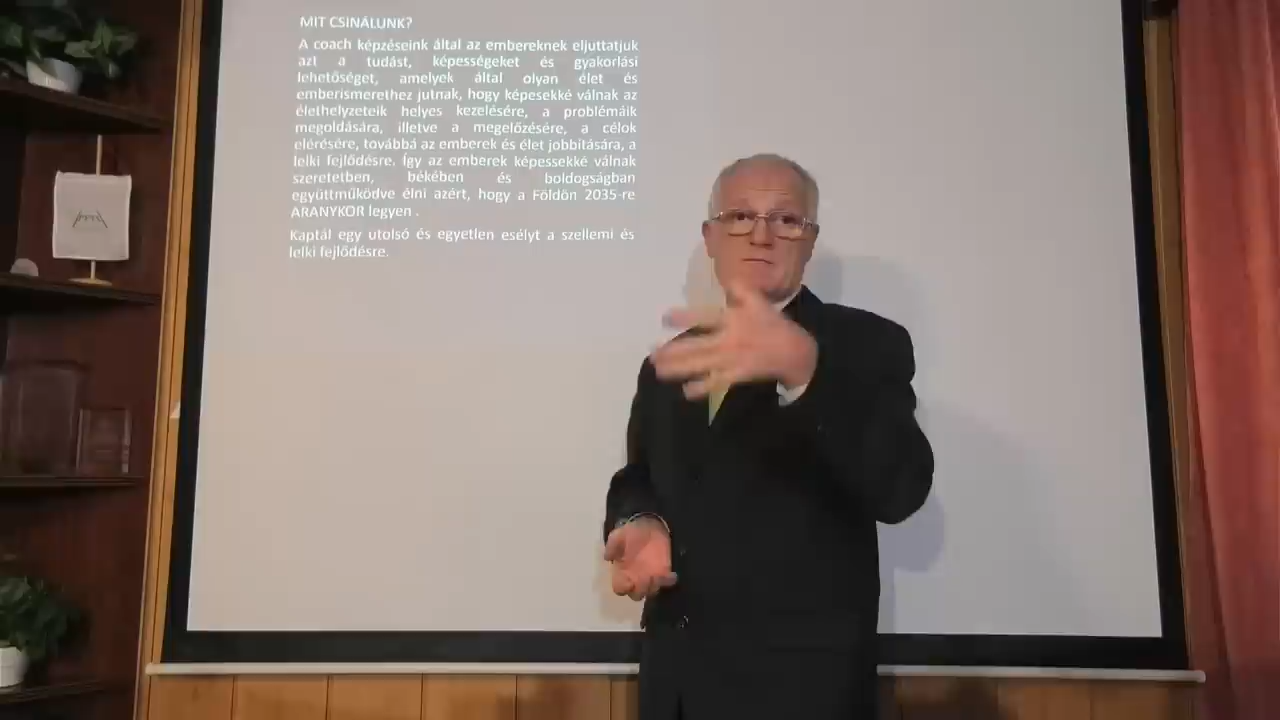 MIT CSINÁLUNK?
A coach képzéseink által az embereknek eljuttatjuk
azt a tudást, képességeket és gyakorlási
lehetőséget, amelyek által olyan élet és
emberismerethez jutnak, hogy képesekké válnak az
élethelyzeteik helyes kezelésére, a problémáik
megoldására, illetve a megelőzésére, a célok
elérésére, továbbá az emberek és élet jobbítására, a
lelki fejlődésre. Így az emberek képessekké válnak
szeretetben, békében és boldogságban
együttműködve élni azért, hogy a Földön 2035-re
ARANYKOR legyen .
Kaptál egy utolsó és egyetlen esélyt a szellemi és
lelki fejlődésre.